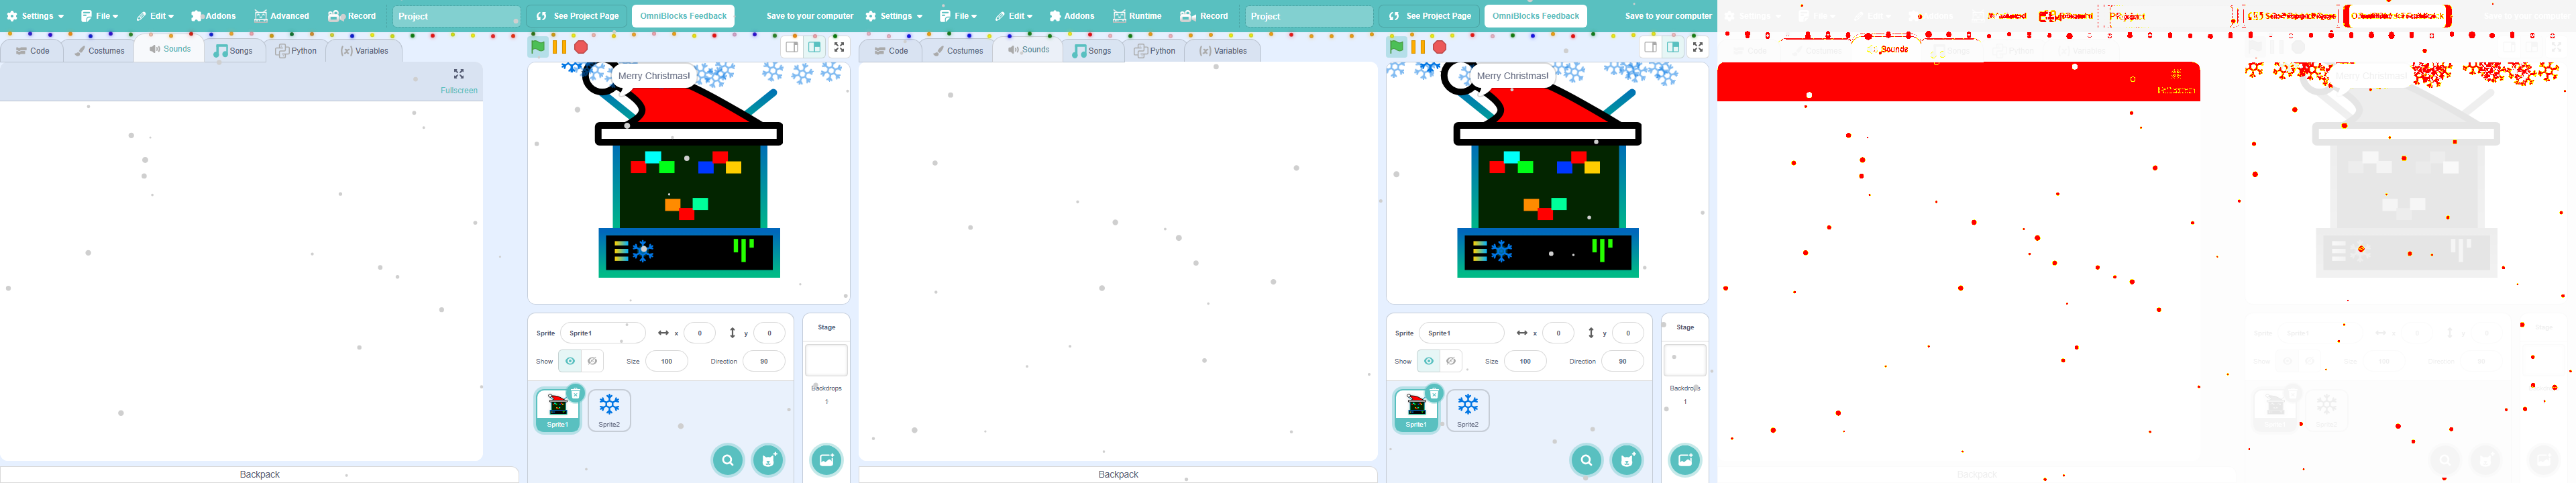 Settings File Edit Addons Advanced Record Project See Project Page OmniBlocks Feedback Save to your computer
Code Costumes Sounds Songs Python (x) Variables
Fullscreen
Merry Christmas!
Sprite Sprite1 x 0 y 0
Show Size 100 Direction 90
Stage
Backdrops
1
Sprite1 Sprite2
Backpack
Settings File Edit Addons Runtime Record Project See Project Page OmniBlocks Feedback Save to your computer
Code Costumes Sounds Songs Python (x) Variables
Merry Christmas!
Sprite Sprite1 x 0 y 0
Show Size 100 Direction 90
Stage
Backdrops
1
Sprite1 Sprite2
Backpack
Sounds
Backpack